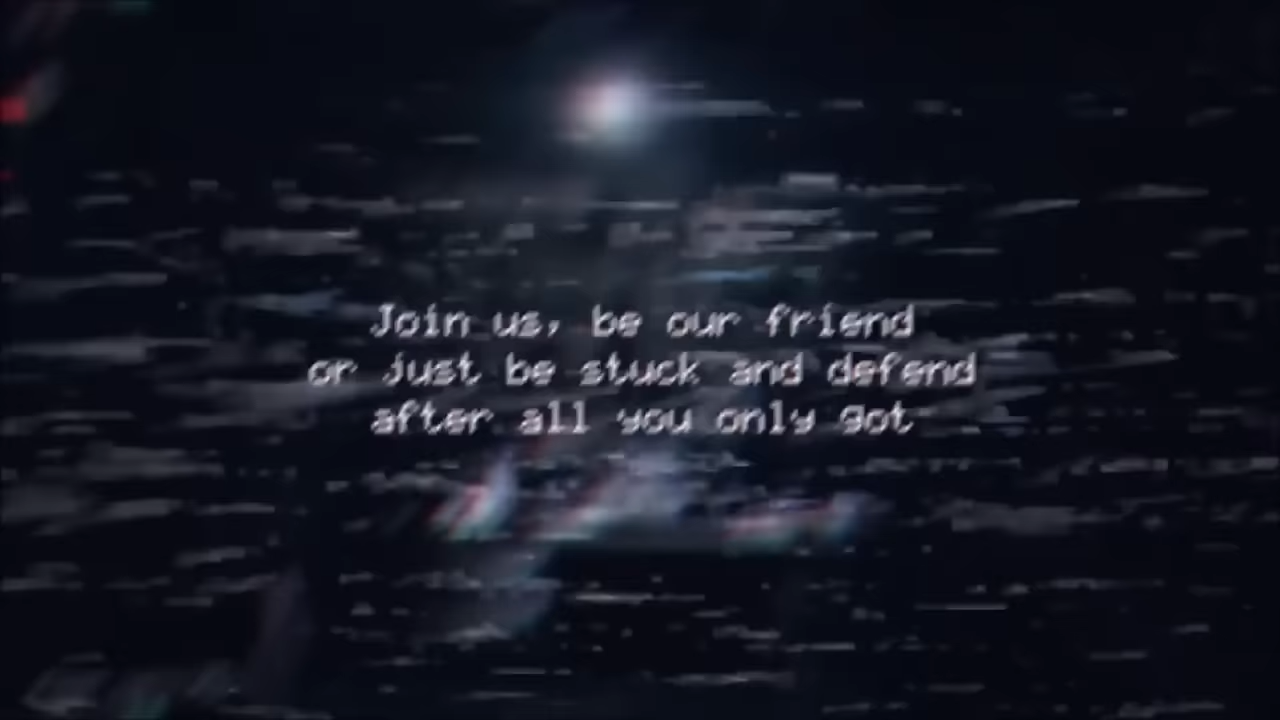 Join us, be our friend
or just be stuck and defend
after all you only got